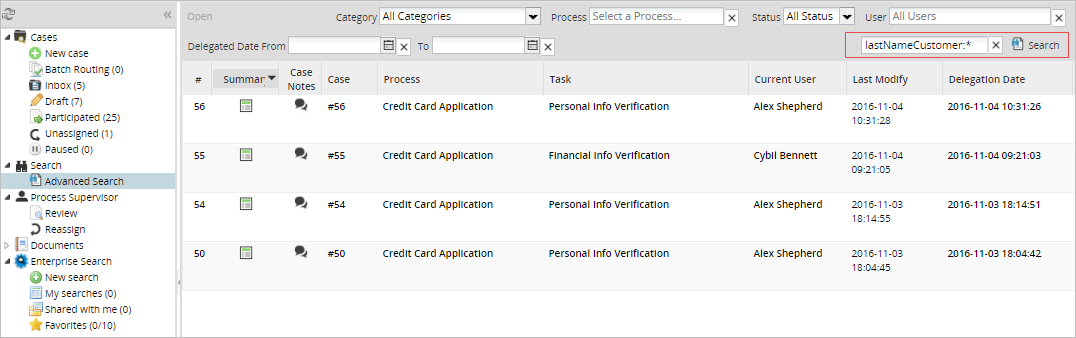 Cases
New case
Batch Routing (0)
Inbox (5)
Draft (7)
Participated (25)
Unassigned (1)
Paused (0)
Search
Advanced Search
Process Supervisor
Review
Reassign
Documents
Enterprise Search
New search
My searches (0)
Shared with me (0)
Favorites (0/10)
Open Category All Categories Process Select a Process... Status All Status User All Users
Delegated Date From To lastNameCustomer:* Search
# Summary Case Notes Case Process Task Current User Last Modify Delegation Date
56 #56 Credit Card Application Personal Info Verification Alex Shepherd 2016-11-04 10:31:28 2016-11-04 10:31:26
55 #55 Credit Card Application Financial Info Verification Cybil Bennett 2016-11-04 09:21:05 2016-11-04 09:21:03
54 #54 Credit Card Application Personal Info Verification Alex Shepherd 2016-11-03 18:14:55 2016-11-03 18:14:51
50 #50 Credit Card Application Personal Info Verification Alex Shepherd 2016-11-03 18:04:45 2016-11-03 18:04:42